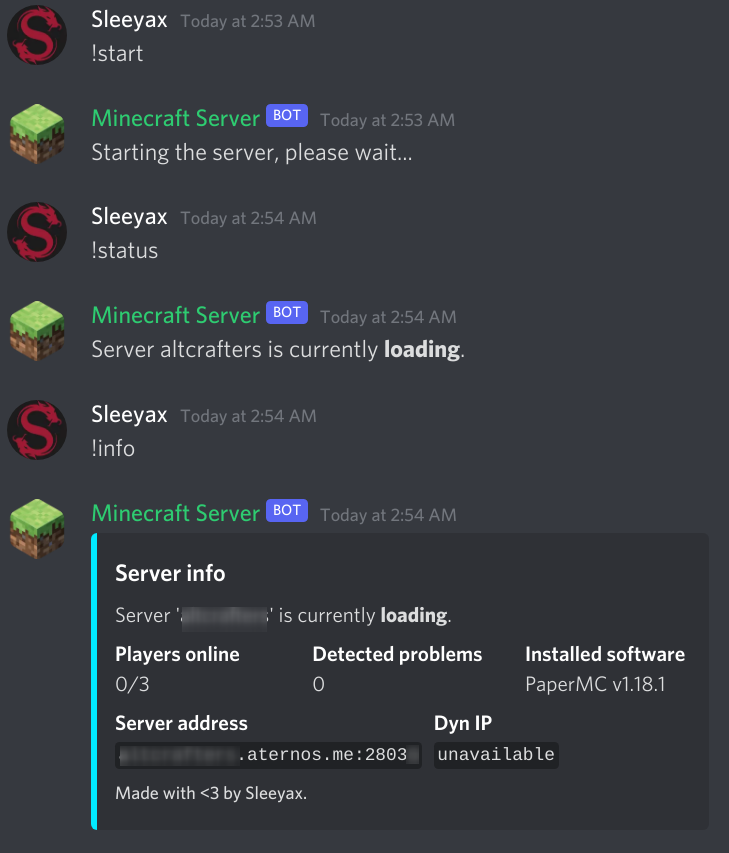 Sleeyax Today at 2:53 AM
!start
Minecraft Server BOT Today at 2:53 AM
Starting the server, please wait...
Sleeyax Today at 2:54 AM
!status
Minecraft Server BOT Today at 2:54 AM
Server altcrafters is currently loading.
Sleeyax Today at 2:54 AM
!info
Minecraft Server BOT Today at 2:54 AM
Server info
Server '' is currently loading.
Players online Detected problems Installed software
0/3 0 PaperMC v1.18.1
Server address Dyn IP
.aternos.me:2803 unavailable
Made with <3 by Sleeyax.